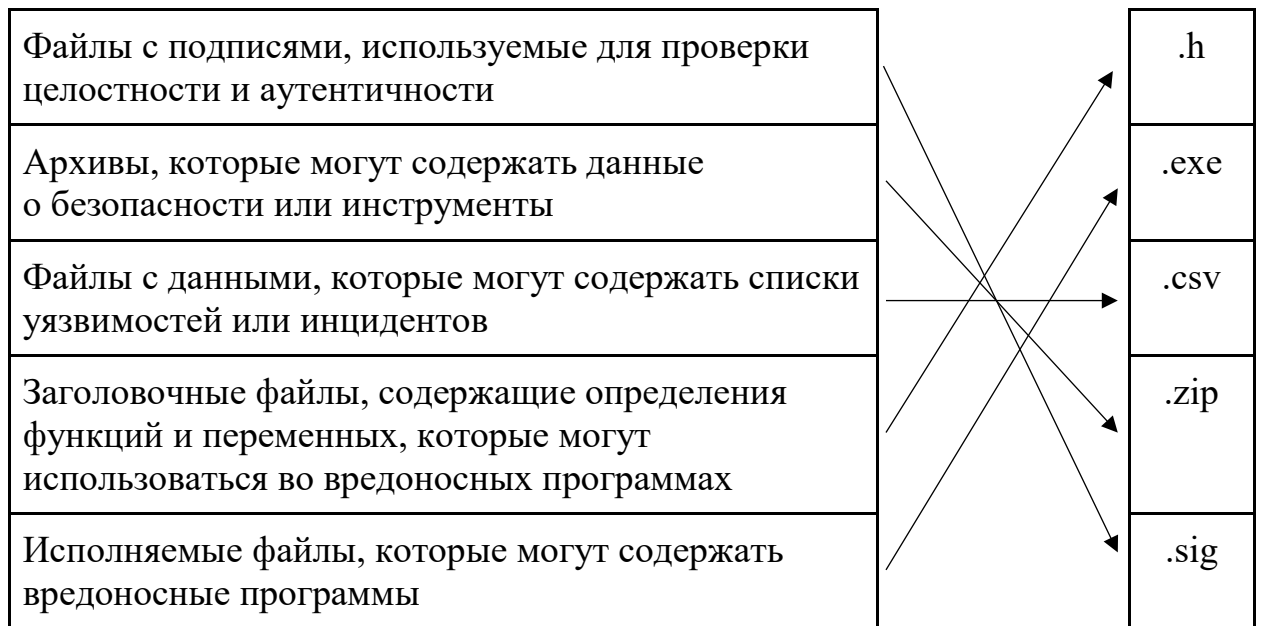 Файлы с подписями, используемые для проверки
целостности и аутентичности
.h
Архивы, которые могут содержать данные
о безопасности или инструменты
.exe
Файлы с данными, которые могут содержать списки
уязвимостей или инцидентов
.csv
Заголовочные файлы, содержащие определения
функций и переменных, которые могут
использоваться во вредоносных программах
.zip
Исполняемые файлы, которые могут содержать
вредоносные программы
.sig